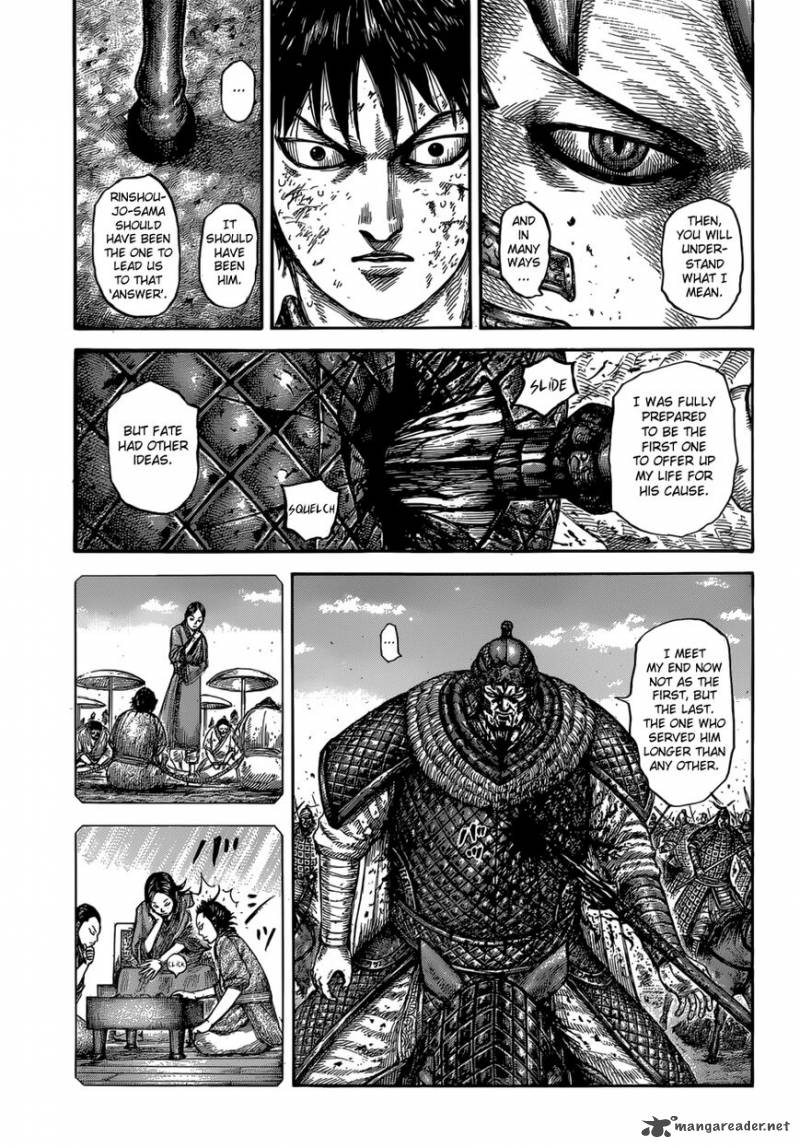 THEN,
YOU WILL
UNDER-
STAND
WHAT I
MEAN.
AND
IN
MANY
WAYS
...
...
IT
SHOULD
HAVE
BEEN
HIM.
RINSHOU-
JO-SAMA
SHOULD
HAVE BEEN
THE ONE TO
LEAD US
TO THAT
'ANSWER'.
I WAS FULLY
PREPARED
TO BE THE
FIRST ONE
TO OFFER UP
MY LIFE FOR
HIS CAUSE.
SLIDE
SQUELCH
BUT FATE
HAD OTHER
IDEAS.
I MEET
MY END NOW
NOT AS THE
FIRST, BUT
THE LAST.
THE ONE WHO
SERVED HIM
LONGER THAN
ANY OTHER.
...
CLICK
mangareader.net